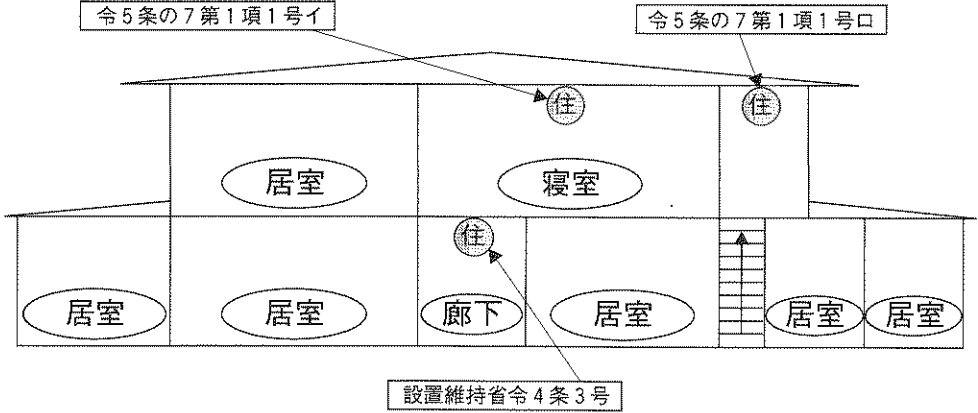 令5条の7第1項1号イ
令5条の7第1項1号ロ
住
住
居室
寝室
住
居室
居室
廊下
居室
居室
居室
設置維持省令4条3号